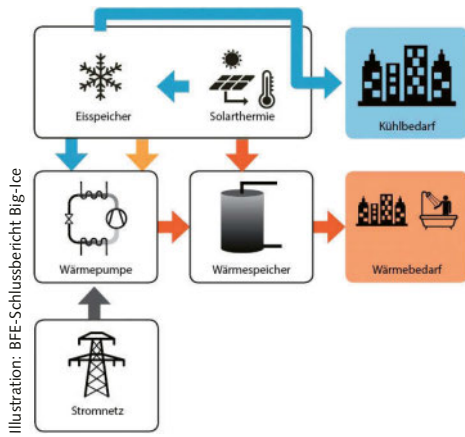 Eisspeicher
Solarthermie
Kühlbedarf
Wärmepumpe
Wärmespeicher
Wärmebedarf
Stromnetz
Illustration: BFE-Schlussbericht Big-Ice